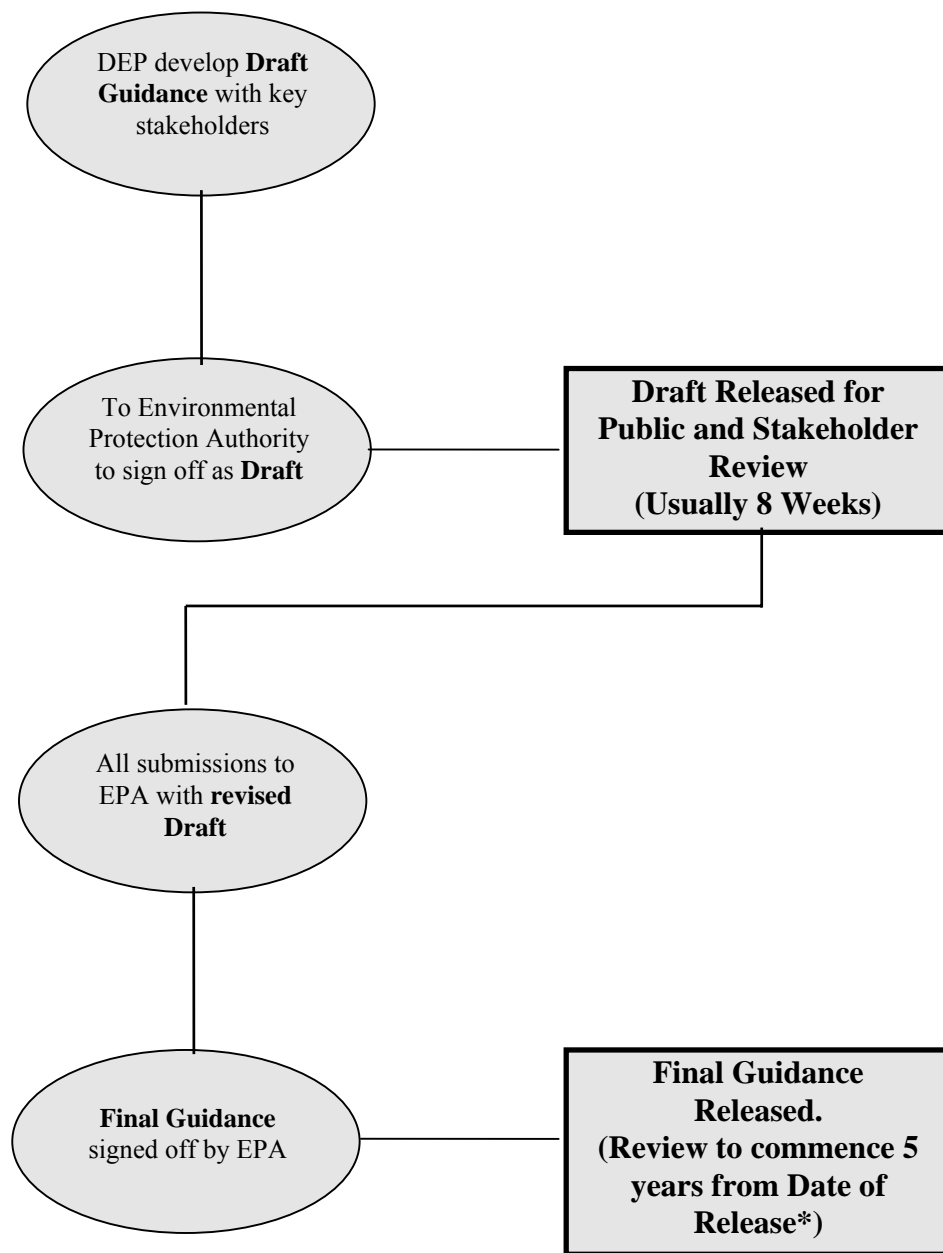 DEP develop Draft
Guidance with key
stakeholders
To Environmental
Protection Authority
to sign off as Draft
Draft Released for
Public and Stakeholder
Review
(Usually 8 Weeks)
All submissions to
EPA with revised
Draft
Final Guidance
signed off by EPA
Final Guidance
Released.
(Review to commence 5
years from Date of
Release*)